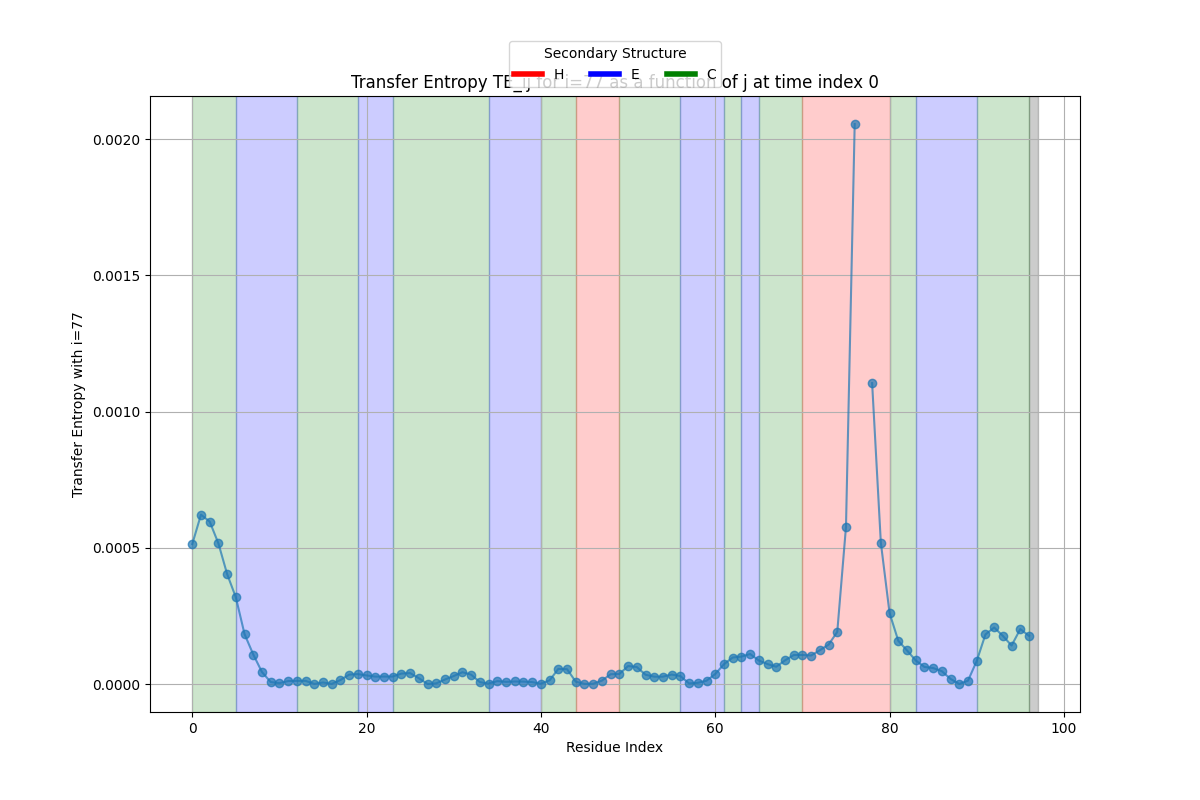 Secondary Structure
H E C
Transfer Entropy TE_ij for i=77 as a function of j at time index 0
Transfer Entropy with i=77
0.0020
0.0015
0.0010
0.0005
0.0000
0 20 40 60 80 100
Residue Index